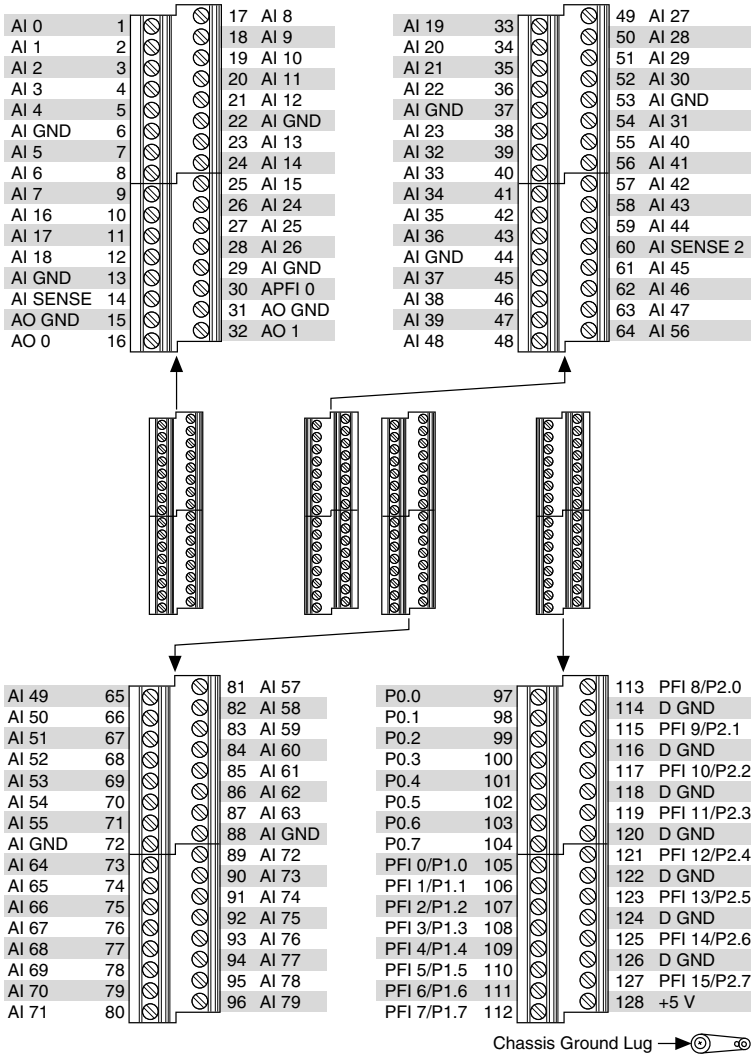 AI 0 1
AI 1 2
AI 2 3
AI 3 4
AI 4 5
AI GND 6
AI 5 7
AI 6 8
AI 7 9
AI 16 10
AI 17 11
AI 18 12
AI GND 13
AI SENSE 14
AO GND 15
AO 0 16
17 AI 8
18 AI 9
19 AI 10
20 AI 11
21 AI 12
22 AI GND
23 AI 13
24 AI 14
25 AI 15
26 AI 24
27 AI 25
28 AI 26
29 AI GND
30 APFI 0
31 AO GND
32 AO 1
AI 19 33
AI 20 34
AI 21 35
AI 22 36
AI GND 37
AI 23 38
AI 32 39
AI 33 40
AI 34 41
AI 35 42
AI 36 43
AI GND 44
AI 37 45
AI 38 46
AI 39 47
AI 48 48
49 AI 27
50 AI 28
51 AI 29
52 AI 30
53 AI GND
54 AI 31
55 AI 40
56 AI 41
57 AI 42
58 AI 43
59 AI 44
60 AI SENSE 2
61 AI 45
62 AI 46
63 AI 47
64 AI 56
AI 49 65
AI 50 66
AI 51 67
AI 52 68
AI 53 69
AI 54 70
AI 55 71
AI GND 72
AI 64 73
AI 65 74
AI 66 75
AI 67 76
AI 68 77
AI 69 78
AI 70 79
AI 71 80
81 AI 57
82 AI 58
83 AI 59
84 AI 60
85 AI 61
86 AI 62
87 AI 63
88 AI GND
89 AI 72
90 AI 73
91 AI 74
92 AI 75
93 AI 76
94 AI 77
95 AI 78
96 AI 79
P0.0 97
P0.1 98
P0.2 99
P0.3 100
P0.4 101
P0.5 102
P0.6 103
P0.7 104
PFI 0/P1.0 105
PFI 1/P1.1 106
PFI 2/P1.2 107
PFI 3/P1.3 108
PFI 4/P1.4 109
PFI 5/P1.5 110
PFI 6/P1.6 111
PFI 7/P1.7 112
113 PFI 8/P2.0
114 D GND
115 PFI 9/P2.1
116 D GND
117 PFI 10/P2.2
118 D GND
119 PFI 11/P2.3
120 D GND
121 PFI 12/P2.4
122 D GND
123 PFI 13/P2.5
124 D GND
125 PFI 14/P2.6
126 D GND
127 PFI 15/P2.7
128 +5 V
Chassis Ground Lug